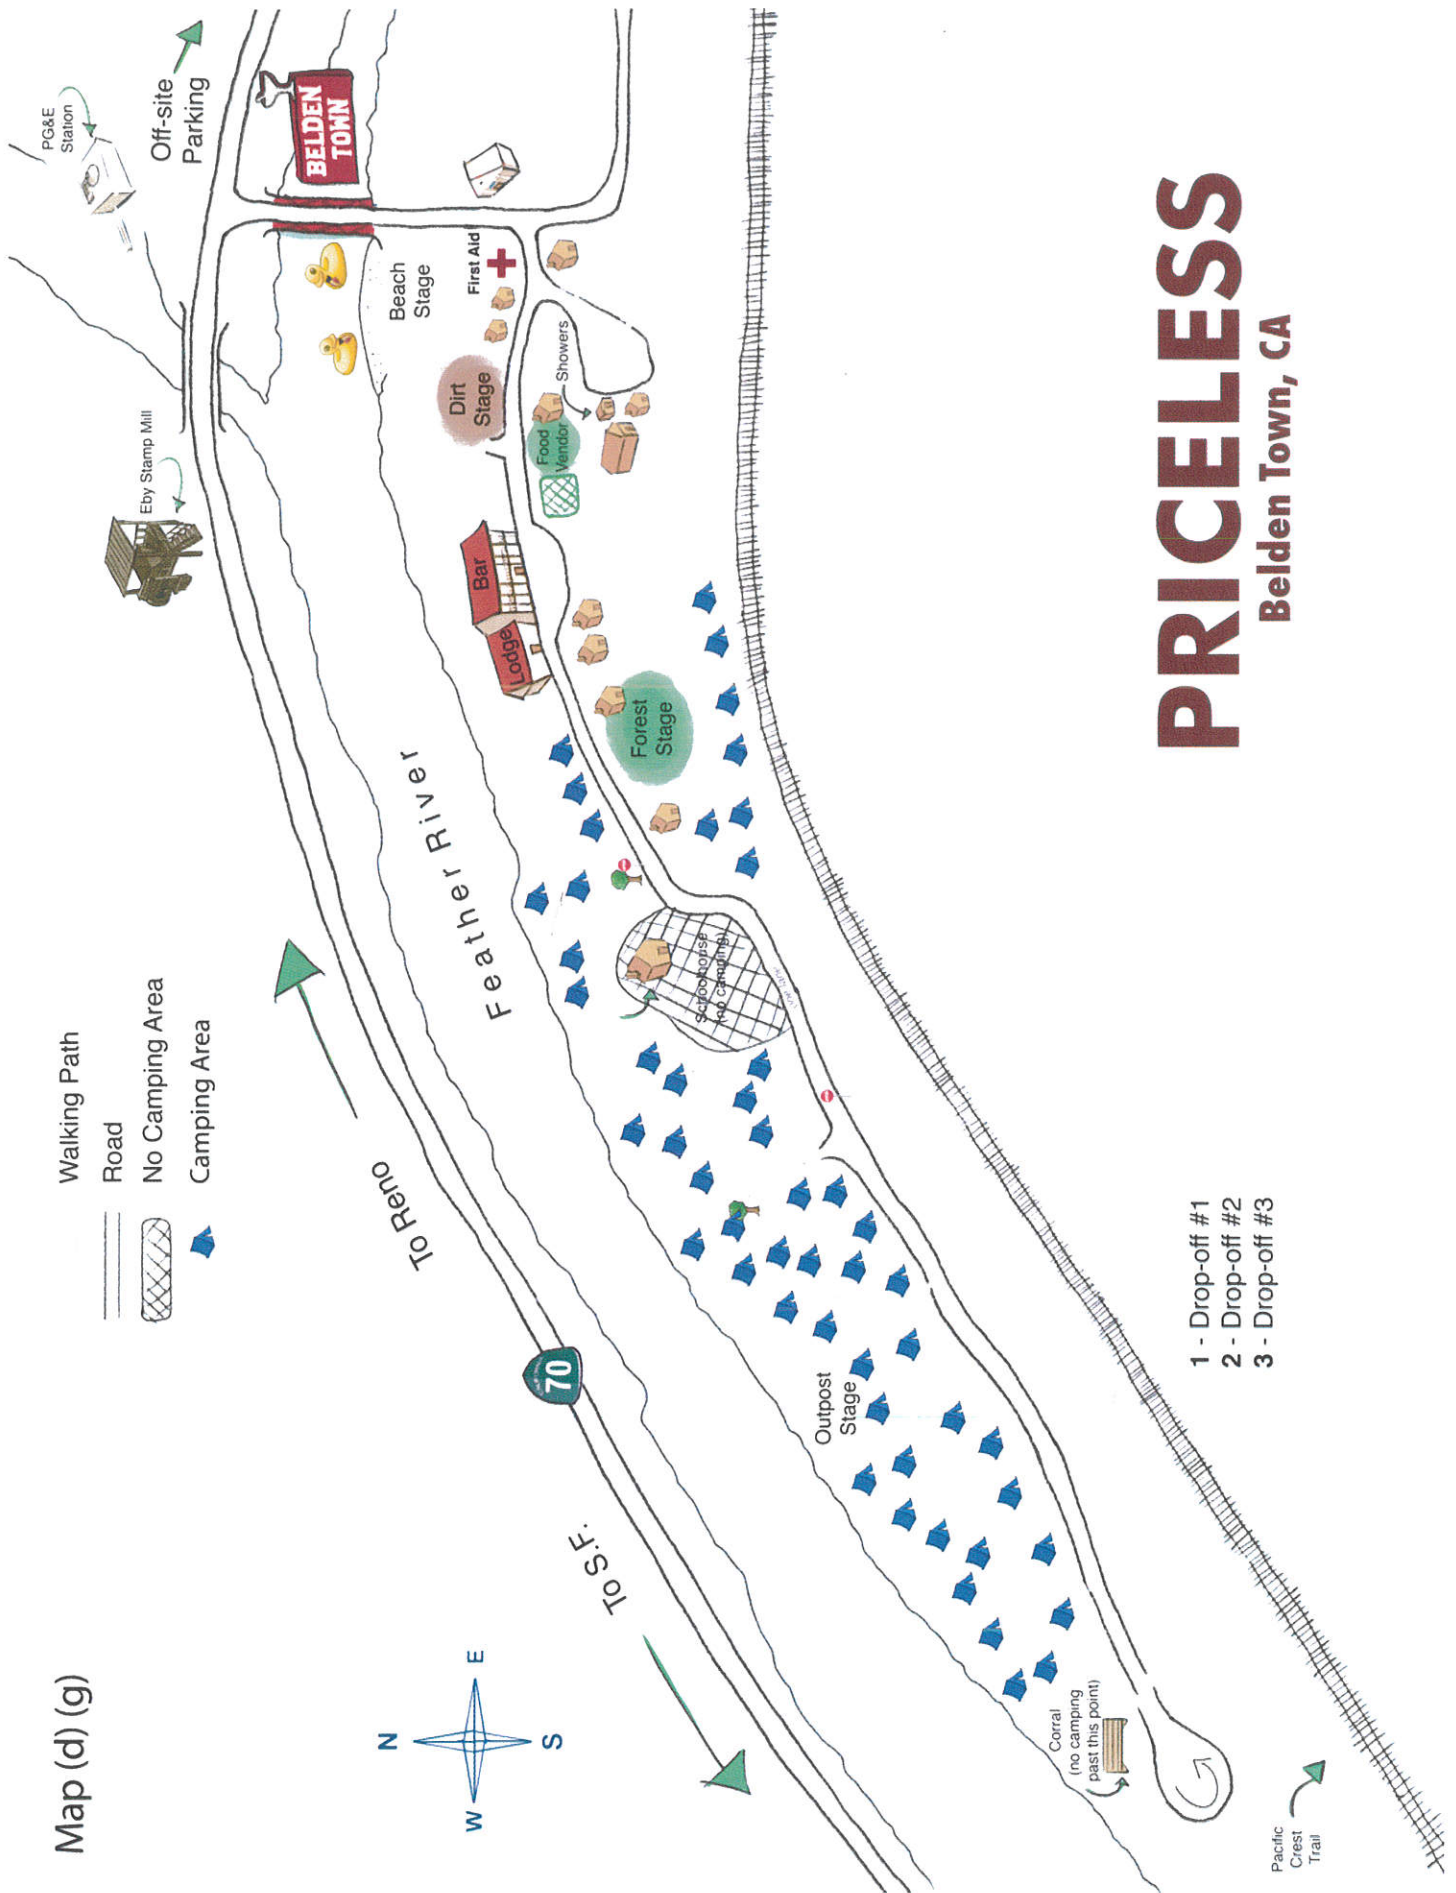 Map (d) (g)
Walking Path
Road
No Camping Area
Camping Area
N
W
E
S
To S.F.
70
To Reno
Feather River
Eby Stamp Mill
PG&E
Station
Off-site
Parking
BELDEN
TOWN
Beach
Stage
First Aid
Dirt
Stage
Showers
Food
Vendor
Bar
Lodge
Forest
Stage
Schoolhouse
(no camping)
Outpost
Stage
Corral
(no camping
past this point)
Pacific
Crest
Trail
1 - Drop-off #1
2 - Drop-off #2
3 - Drop-off #3
PRICELESS
Belden Town, CA